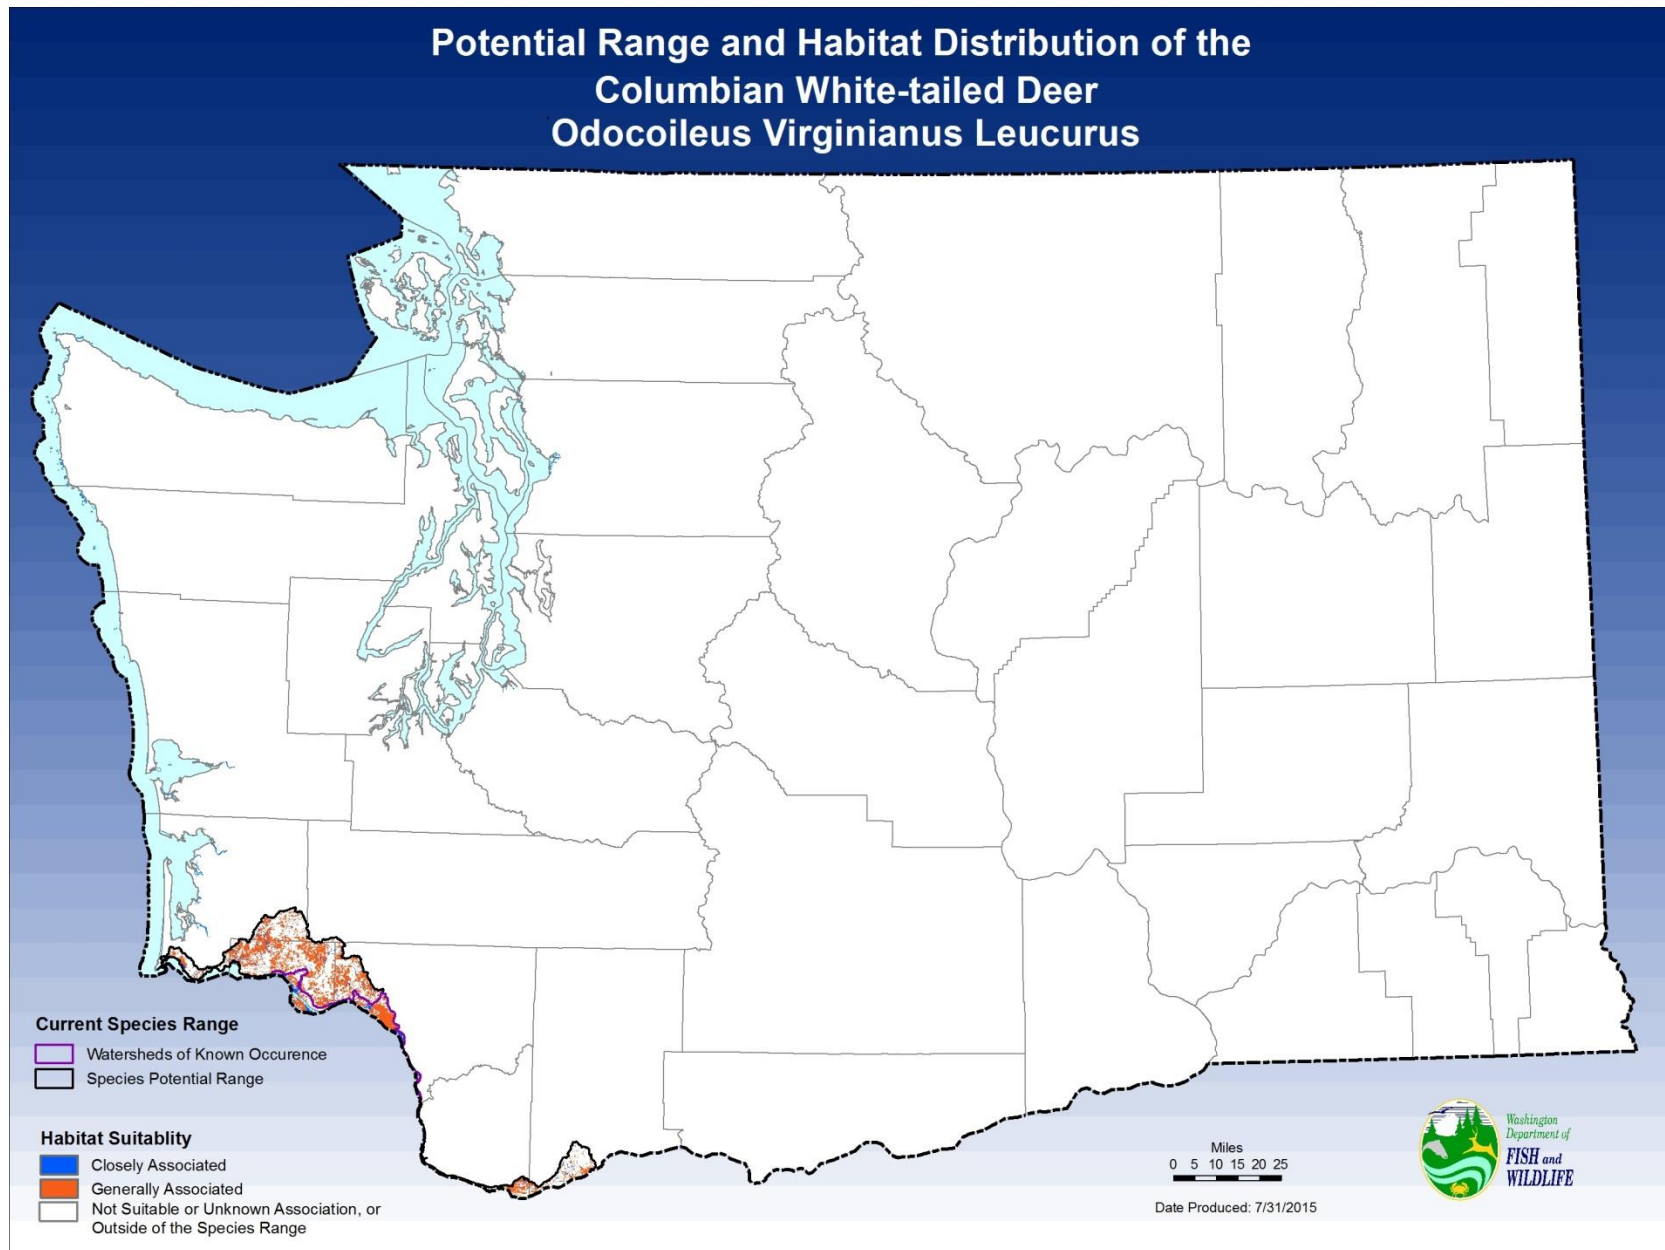 Potential Range and Habitat Distribution of the
Columbian White-tailed Deer
Odocoileus Virginianus Leucurus
Current Species Range
Watersheds of Known Occurence
Species Potential Range
Habitat Suitablity
Closely Associated
Generally Associated
Not Suitable or Unknown Association, or
Outside of the Species Range
Miles
0 5 10 15 20 25
Date Produced: 7/31/2015
Washington
Department of
FISH and
WILDLIFE